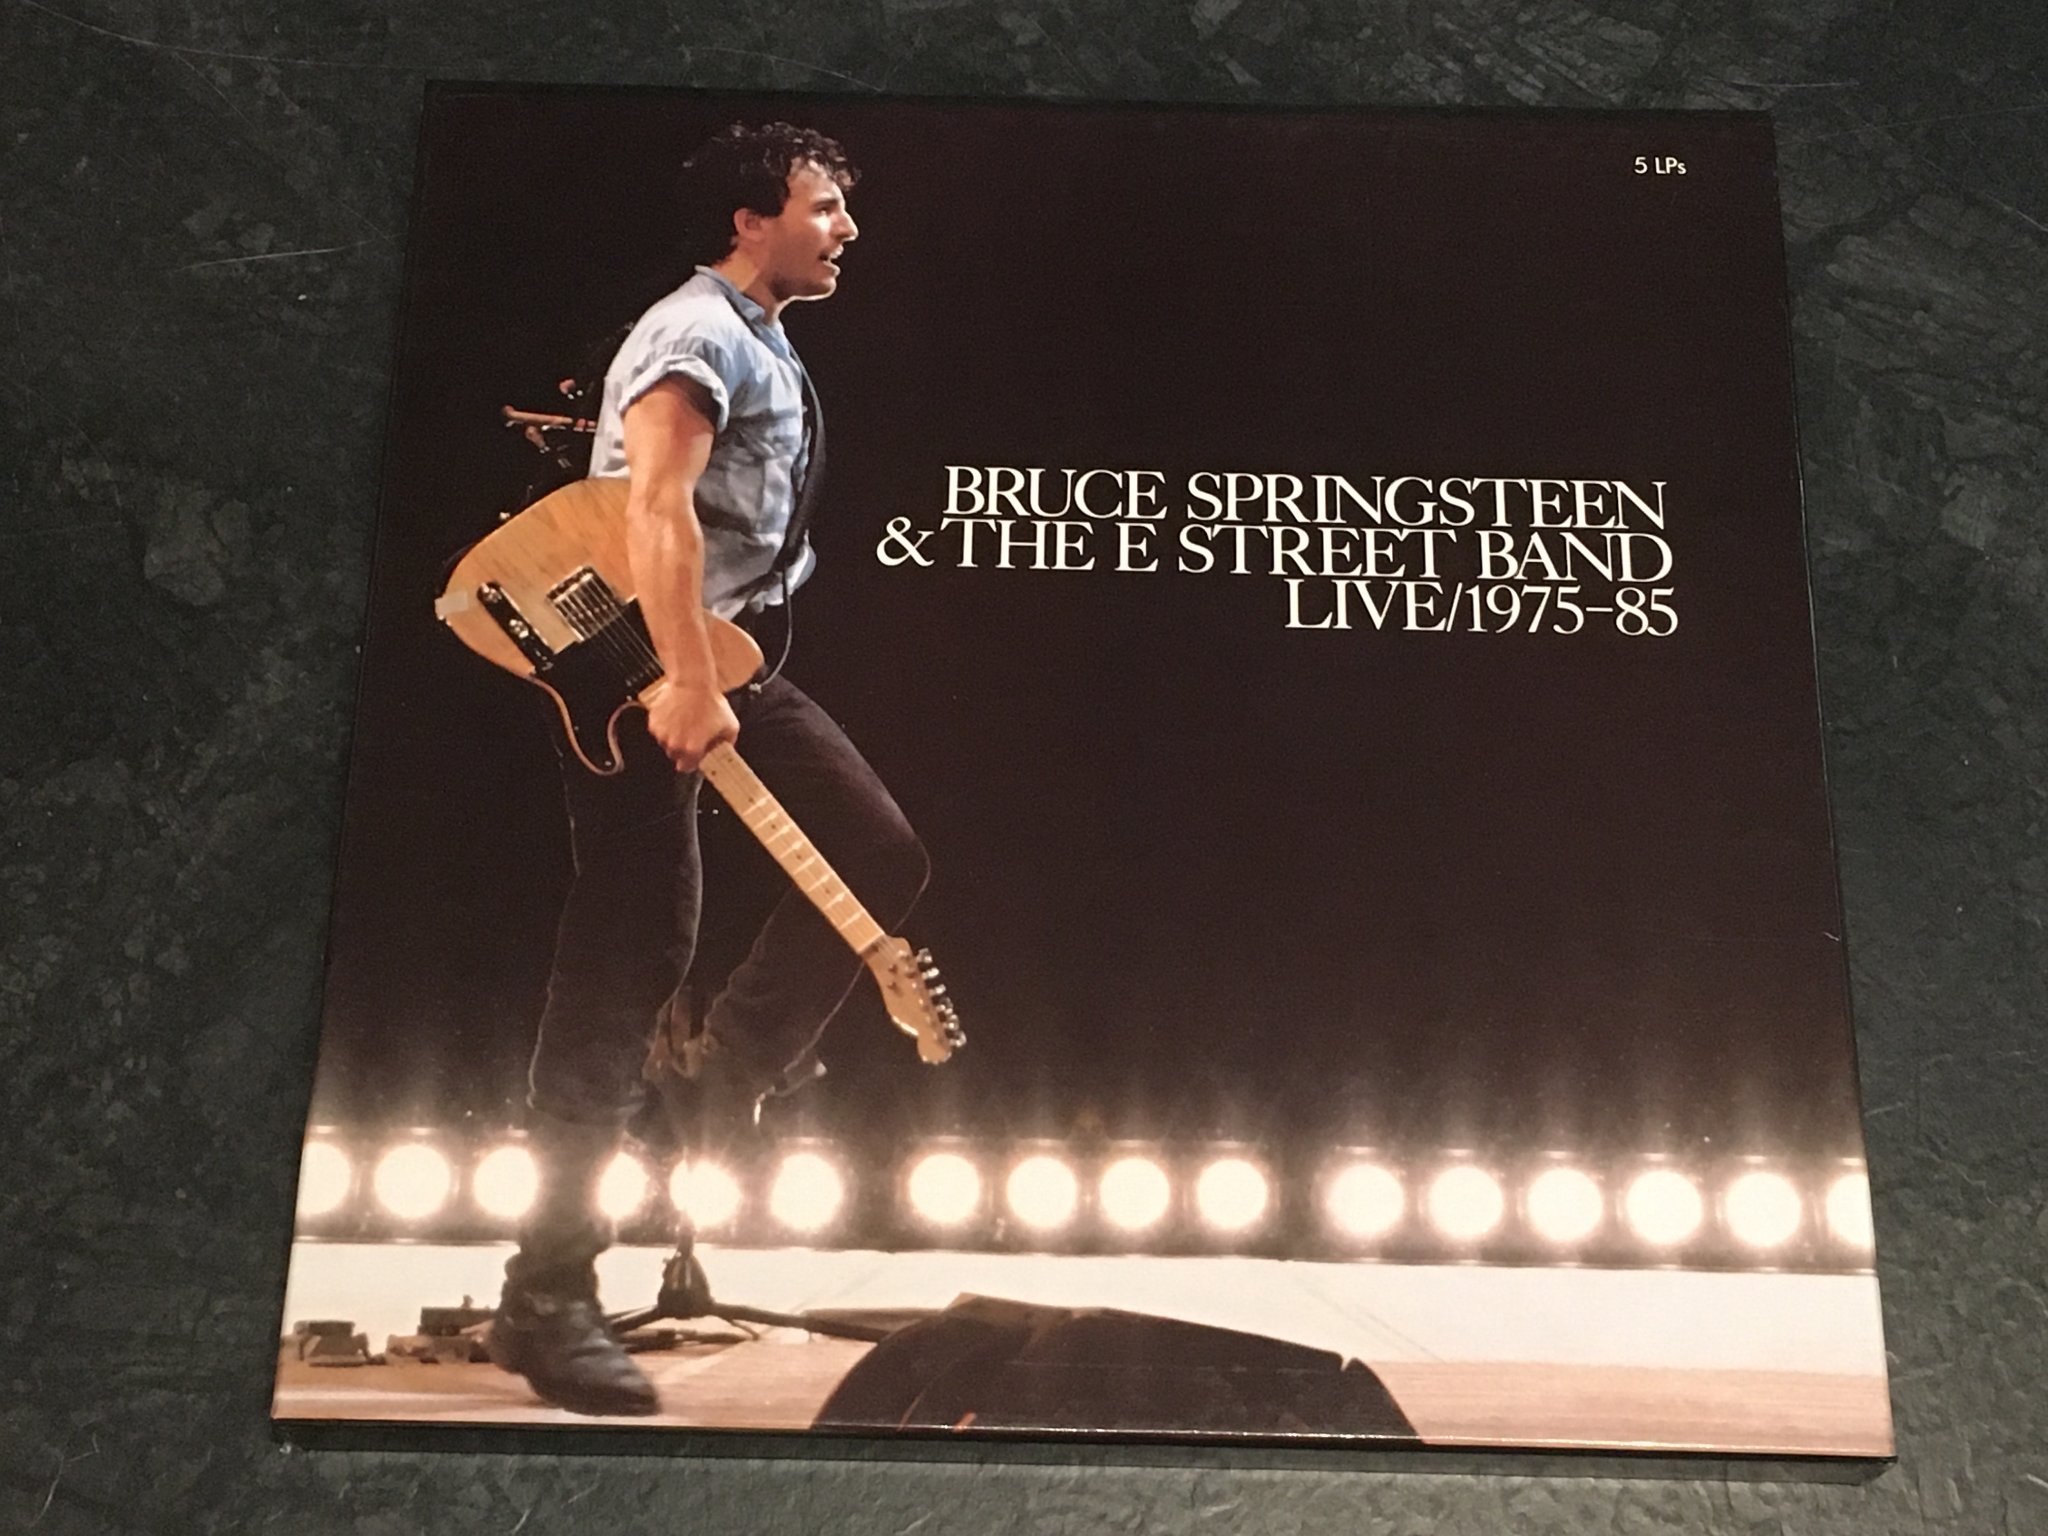 5 LPs
BRUCE SPRINGSTEEN
& THE E STREET BAND
LIVE/1975–85